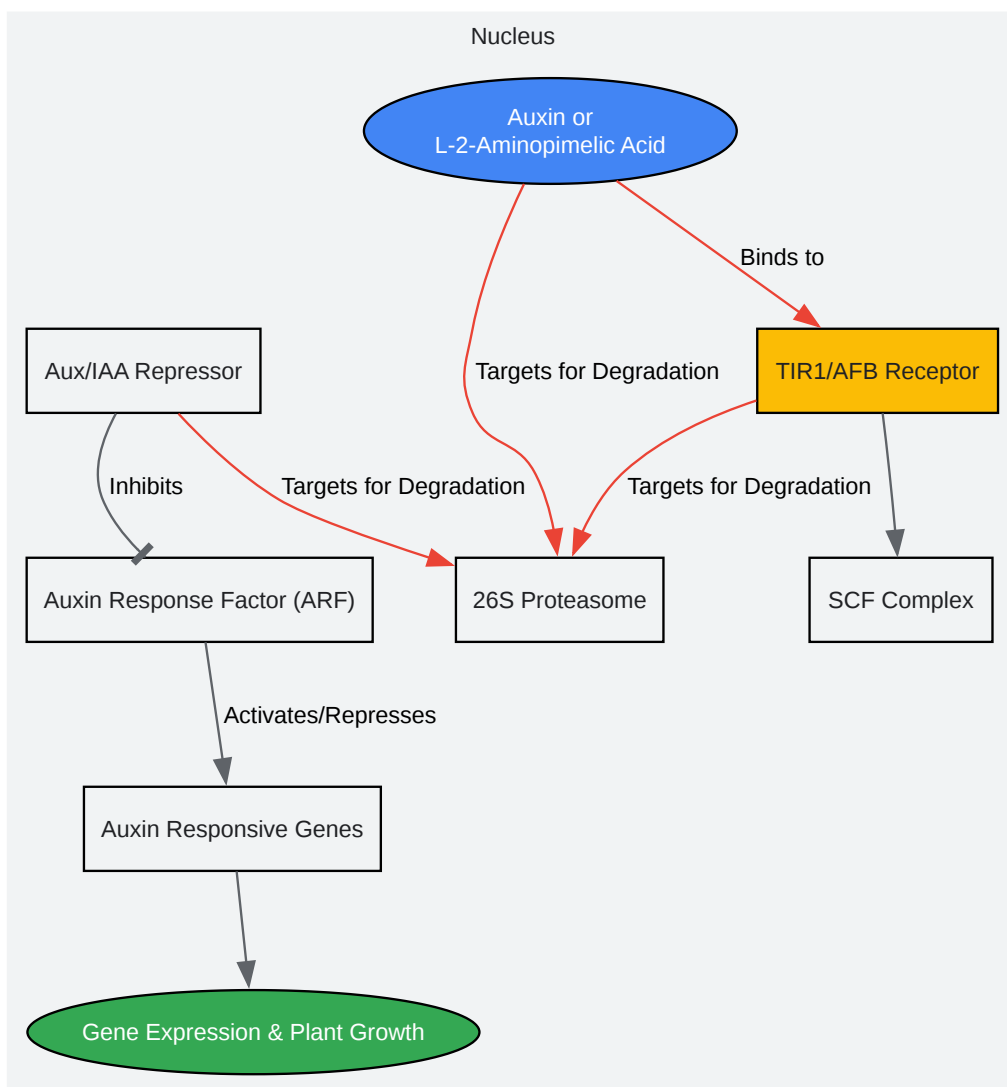 Nucleus
Auxin or
L-2-Aminopimelic Acid
Binds to
Aux/IAA Repressor
Targets for Degradation
TIR1/AFB Receptor
Inhibits
Targets for Degradation
Targets for Degradation
Auxin Response Factor (ARF)
26S Proteasome
SCF Complex
Activates/Represses
Auxin Responsive Genes
Gene Expression & Plant Growth